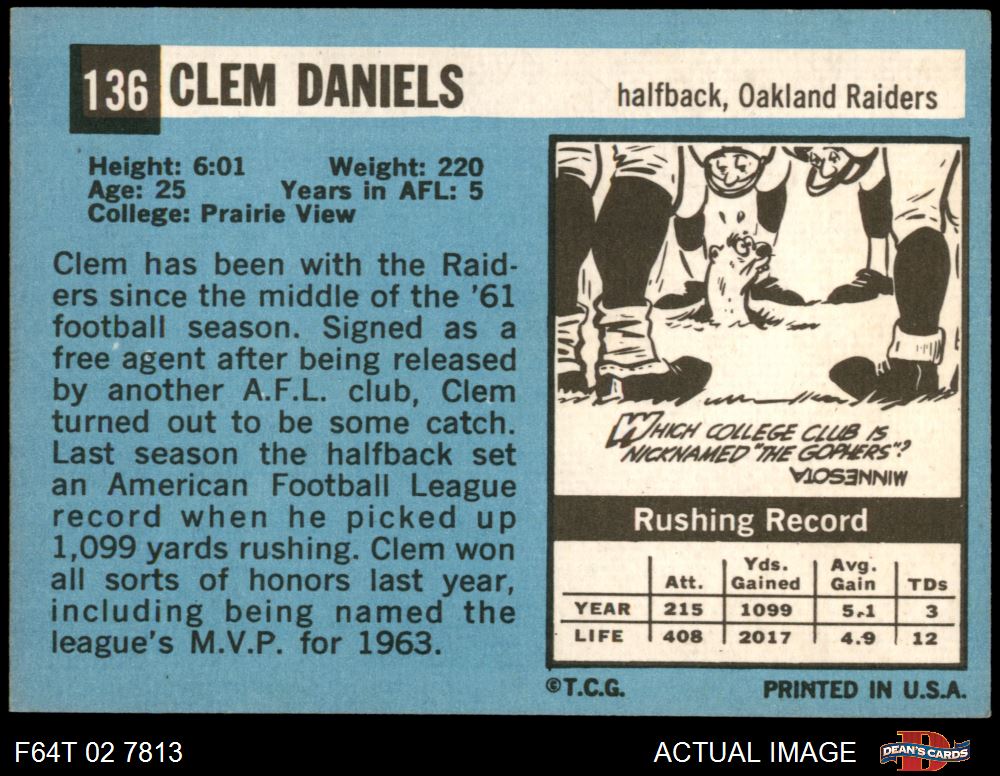 136 CLEM DANIELS halfback, Oakland Raiders
Height: 6:01 Weight: 220
Age: 25 Years in AFL: 5
College: Prairie View
Clem has been with the Raid-
ers since the middle of the '61
football season. Signed as a
free agent after being released
by another A.F.L. club, Clem
turned out to be some catch.
Last season the halfback set
an American Football League
record when he picked up
1,099 yards rushing. Clem won
all sorts of honors last year,
including being named the
league's M.V.P. for 1963.
WHICH COLLEGE CLUB IS
NICKNAMED "THE GOPHERS"?
MINNESOTA
Rushing Record
Att. Yds. Gained Avg. Gain TDs
YEAR 215 1099 5.1 3
LIFE 408 2017 4.9 12
©T.C.G. PRINTED IN U.S.A.
F64T 02 7813 ACTUAL IMAGE DEAN'S CARDS